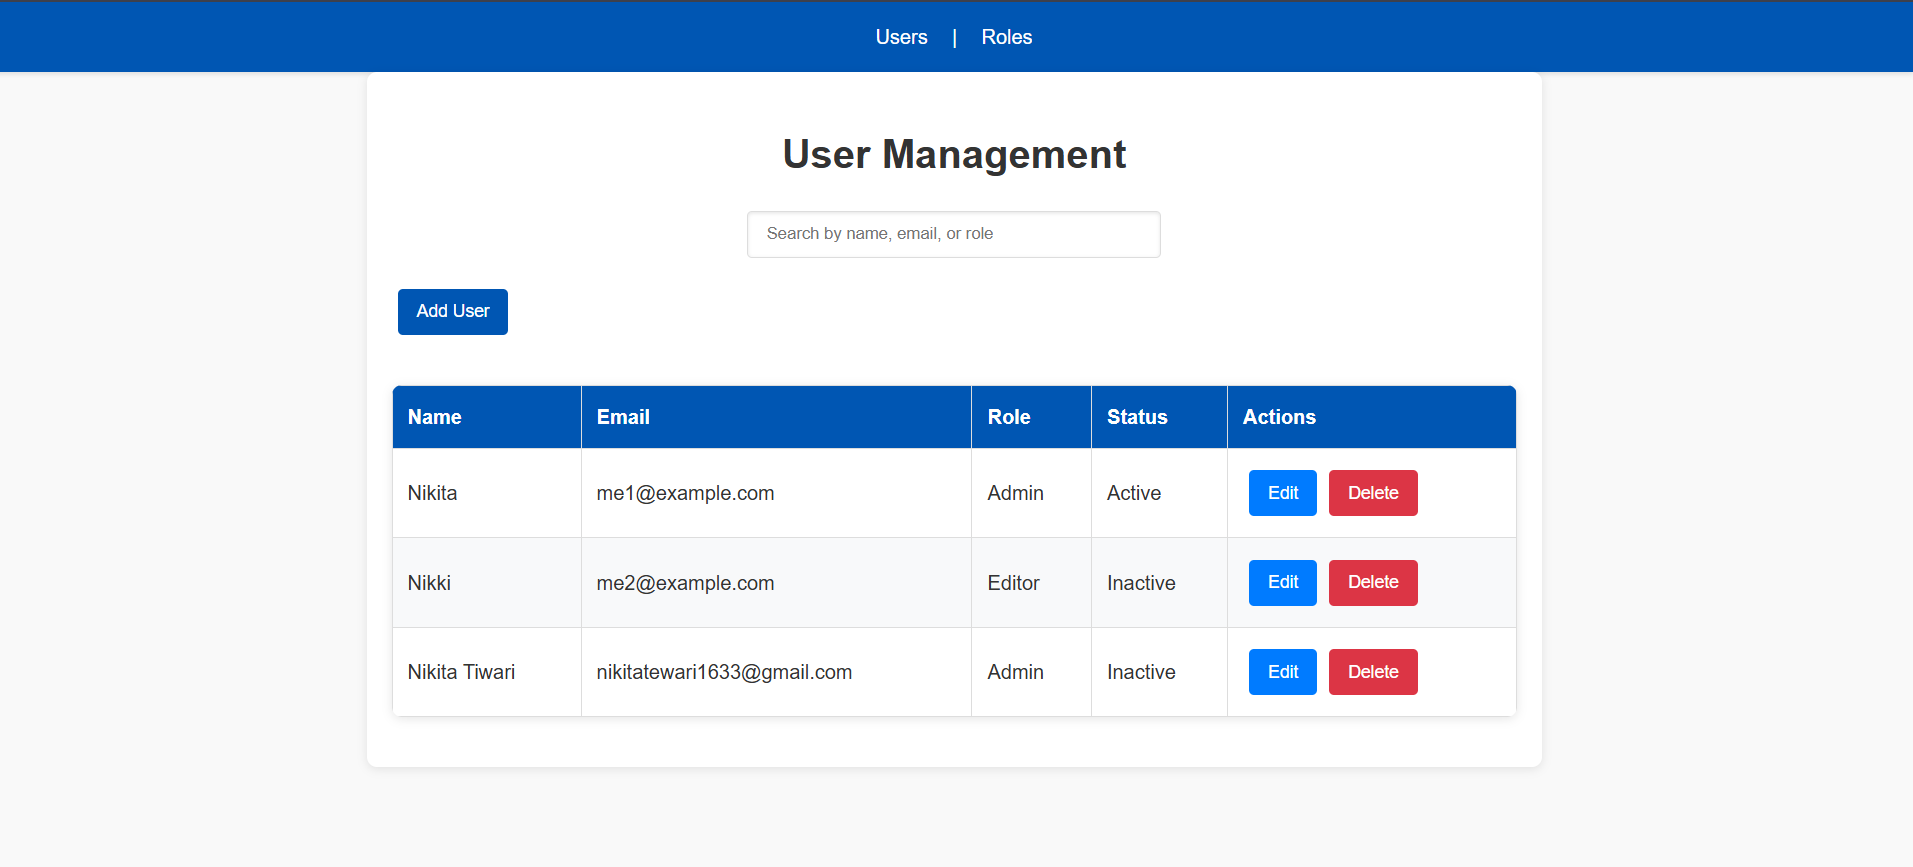 Users | Roles
User Management
Search by name, email, or role
Add User
Name Email Role Status Actions
Nikita me1@example.com Admin Active Edit Delete
Nikki me2@example.com Editor Inactive Edit Delete
Nikita Tiwari nikitatewari1633@gmail.com Admin Inactive Edit Delete